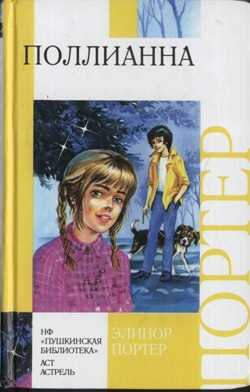 ПОЛЛИАННА
ПОРТЕР
НФ
«ПУШКИНСКАЯ
БИБЛИОТЕКА»
АСТ
АСТРЕЛЬ
ЭЛИНОР
ПОРТЕР